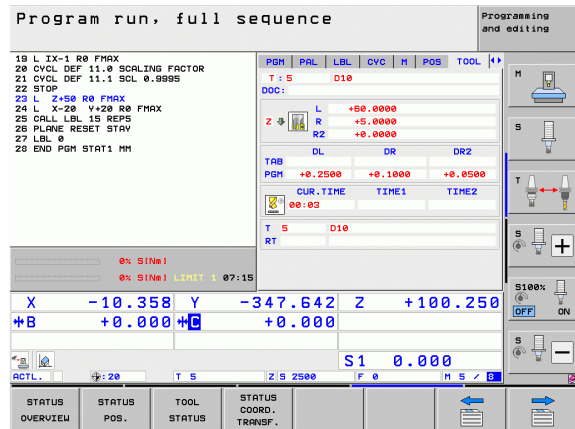 Program run, full sequence
Programming and editing
19 L IX-1 R0 FMAX
20 CYCL DEF 11.0 SCALING FACTOR
21 CYCL DEF 11.1 SCL 0.9995
22 STOP
23 L Z+50 R0 FMAX
24 L X-20 Y+20 R0 FMAX
25 CALL LBL 15 REP5
26 PLANE RESET STAY
27 LBL 0
28 END PGM STAT1 MM
PGM PAL LBL CYC M POS TOOL
T : 5 D10
DOC:
L +60.0000
Z R +5.0000
R2 +0.0000
DL DR DR2
TAB
PGM +0.2500 +0.1000 +0.0500
CUR.TIME TIME1 TIME2
00:03
T 5 D10
RT
0% S[Nm]
0% S[Nm] LIMIT 1 07:15
X -10.358 Y -347.642 Z +100.250
B +0.000 C +0.000
S1 0.000
ACTL. : 20 T 5 Z S 2500 F 0 M 5 / 8
M
S
T
S
S100%
OFF ON
S
STATUS OVERVIEW
STATUS POS.
TOOL STATUS
STATUS COORD. TRANSF.